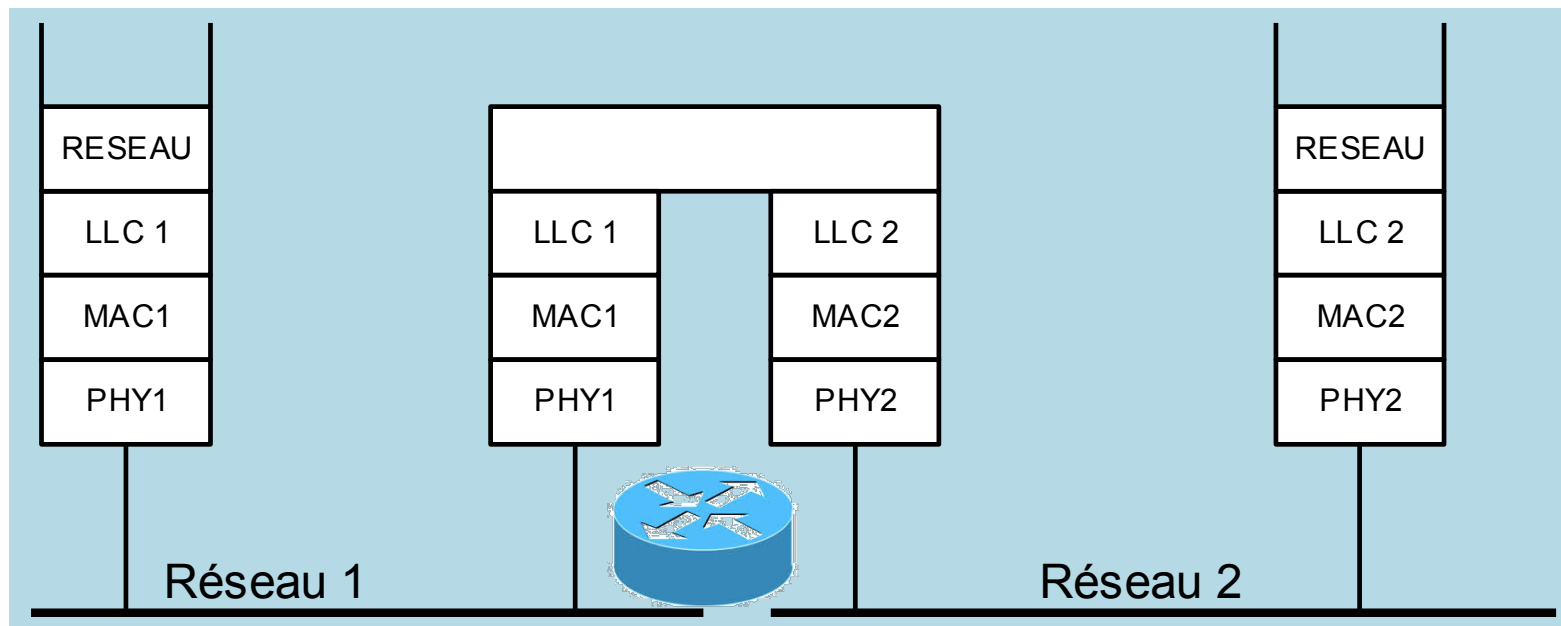 RESEAU RESEAU
LLC 1 LLC 1 LLC 2 LLC 2
MAC1 MAC1 MAC2 MAC2
PHY1 PHY1 PHY2 PHY2
Réseau 1 Réseau 2